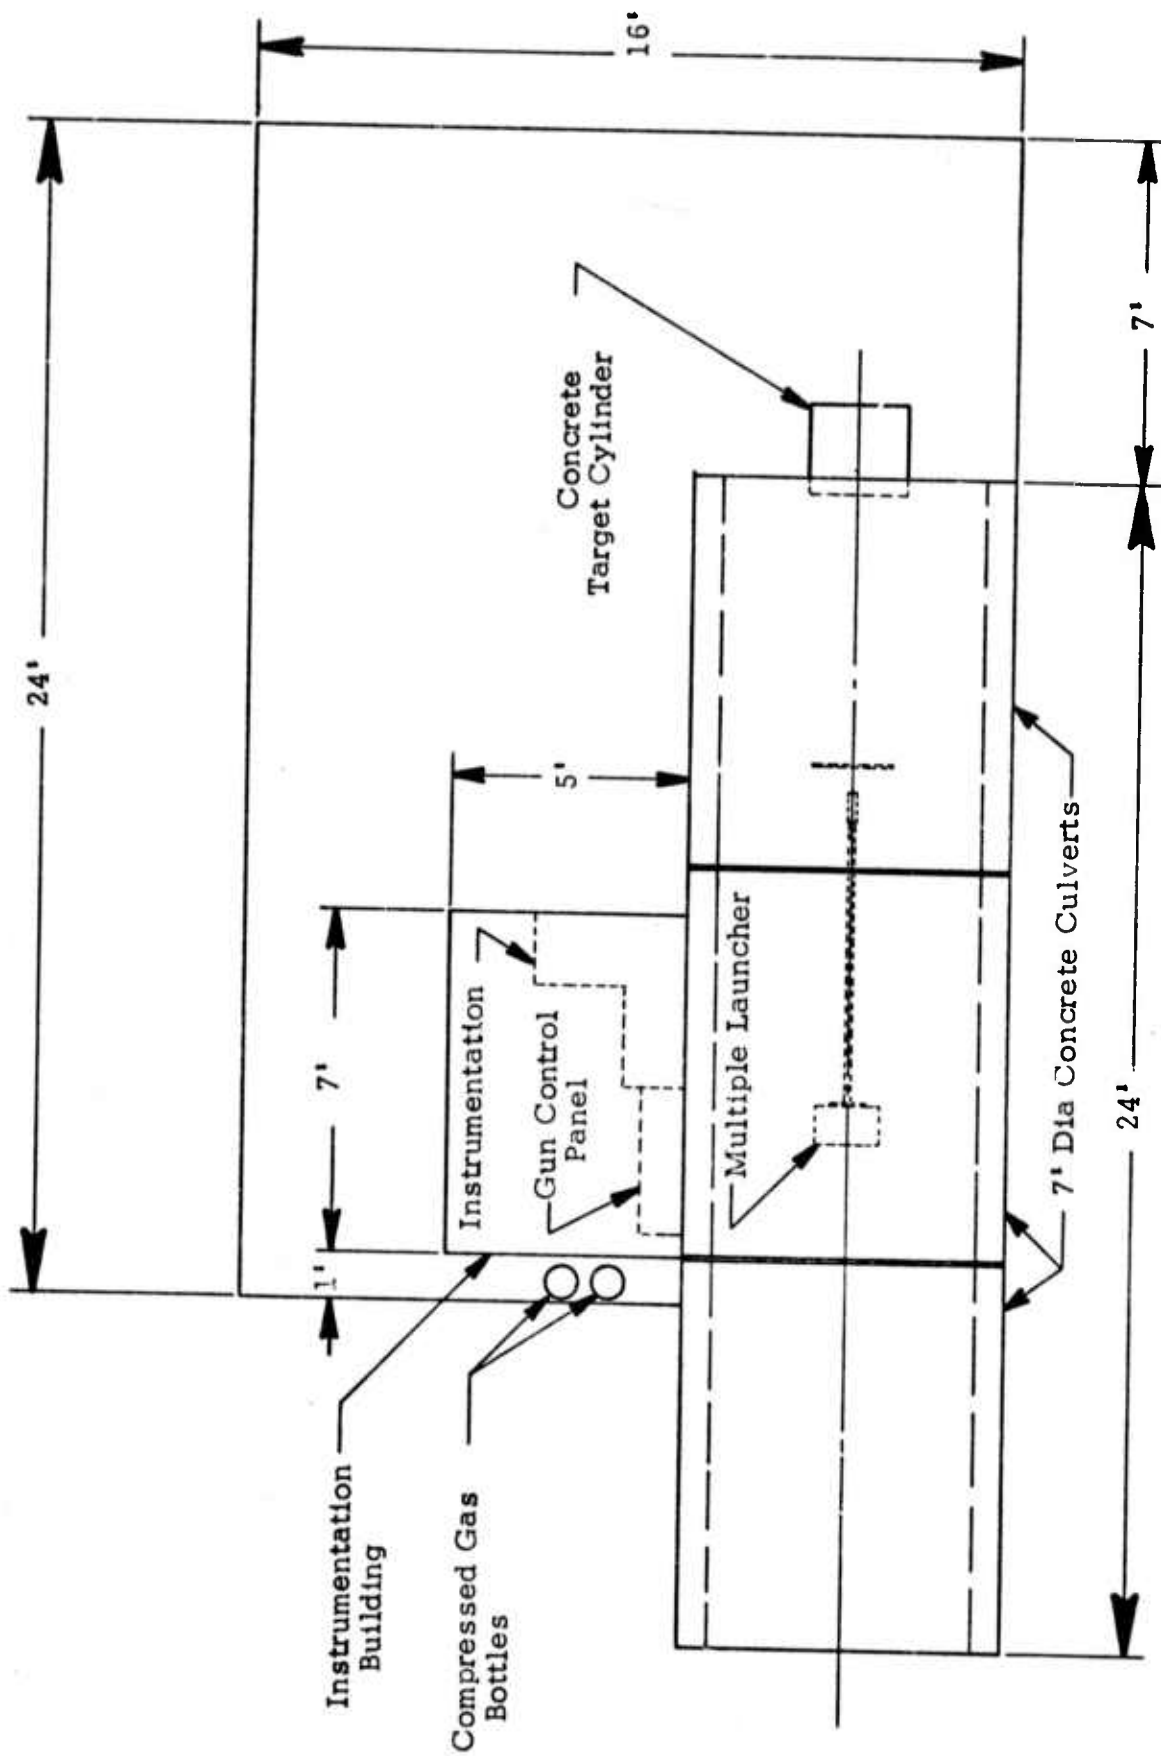 24'
16'
1'
7'
5'
Instrumentation
Building
Compressed Gas
Bottles
Instrumentation
Gun Control
Panel
Multiple Launcher
Concrete
Target Cylinder
7' Dia Concrete Culverts
24'
7'